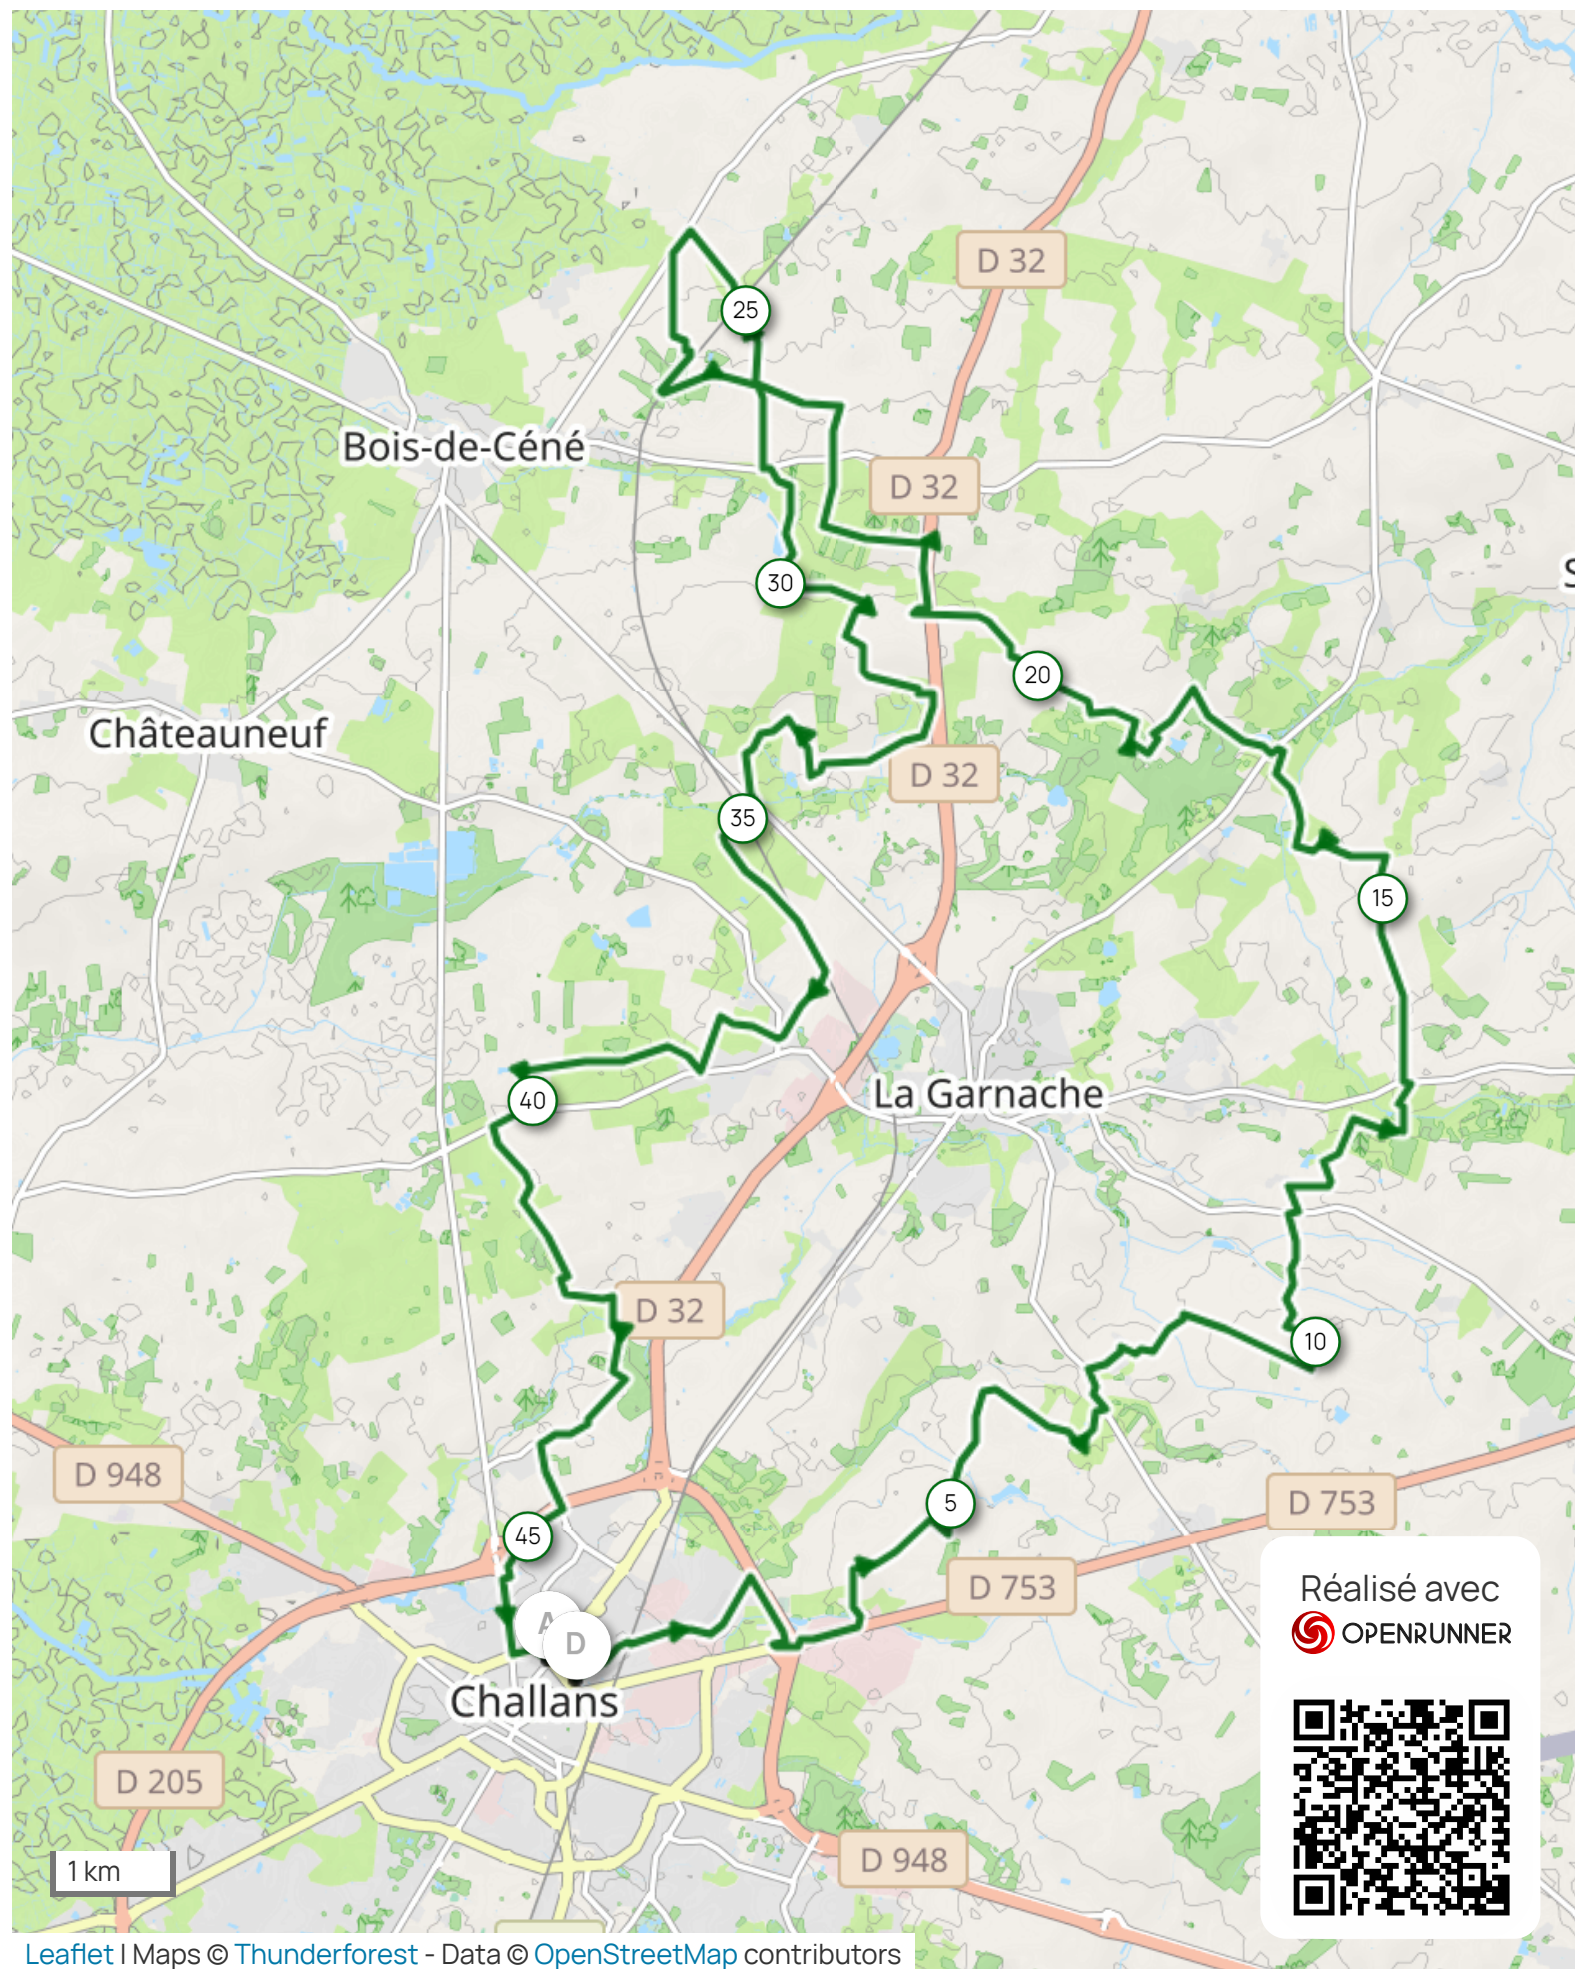 D 32
25
Bois-de-Céné
D 32
S
30
20
Châteauneuf
D 32
35
15
La Garnache
40
D 32
10
D 948
5
D 753
45
D 753
Réalisé avec
OPENRUNNER
A
D
Challans
D 205
D 948
1 km
Leaflet | Maps © Thunderforest - Data © OpenStreetMap contributors